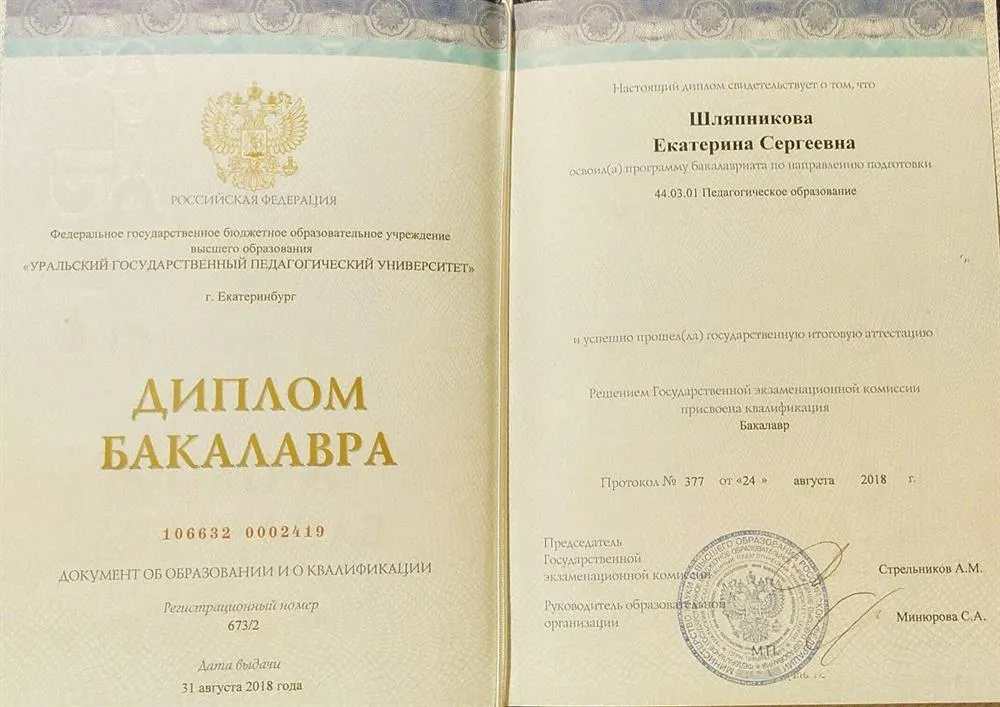 РОССИЙСКАЯ ФЕДЕРАЦИЯ
Федеральное государственное бюджетное образовательное учреждение
высшего образования
«УРАЛЬСКИЙ ГОСУДАРСТВЕННЫЙ ПЕДАГОГИЧЕСКИЙ УНИВЕРСИТЕТ»
г. Екатеринбург
ДИПЛОМ
БАКАЛАВРА
106632 0002419
ДОКУМЕНТ ОБ ОБРАЗОВАНИИ И О КВАЛИФИКАЦИИ
Регистрационный номер
673/2
Дата выдачи
31 августа 2018 года
Настоящий диплом свидетельствует о том, что
Шляпникова
Екатерина Сергеевна
освоил(а) программу бакалавриата по направлению подготовки
44.03.01 Педагогическое образование
и успешно прошел(ла) государственную итоговую аттестацию
Решением Государственной экзаменационной комиссии
присвоена квалификация
Бакалавр
Протокол № 377 от «24 » августа 2018 г.
Председатель
Государственной
экзаменационной комиссии
Стрельников А.М.
Руководитель образовательной
организации
Минюрова С.А.
М.П.